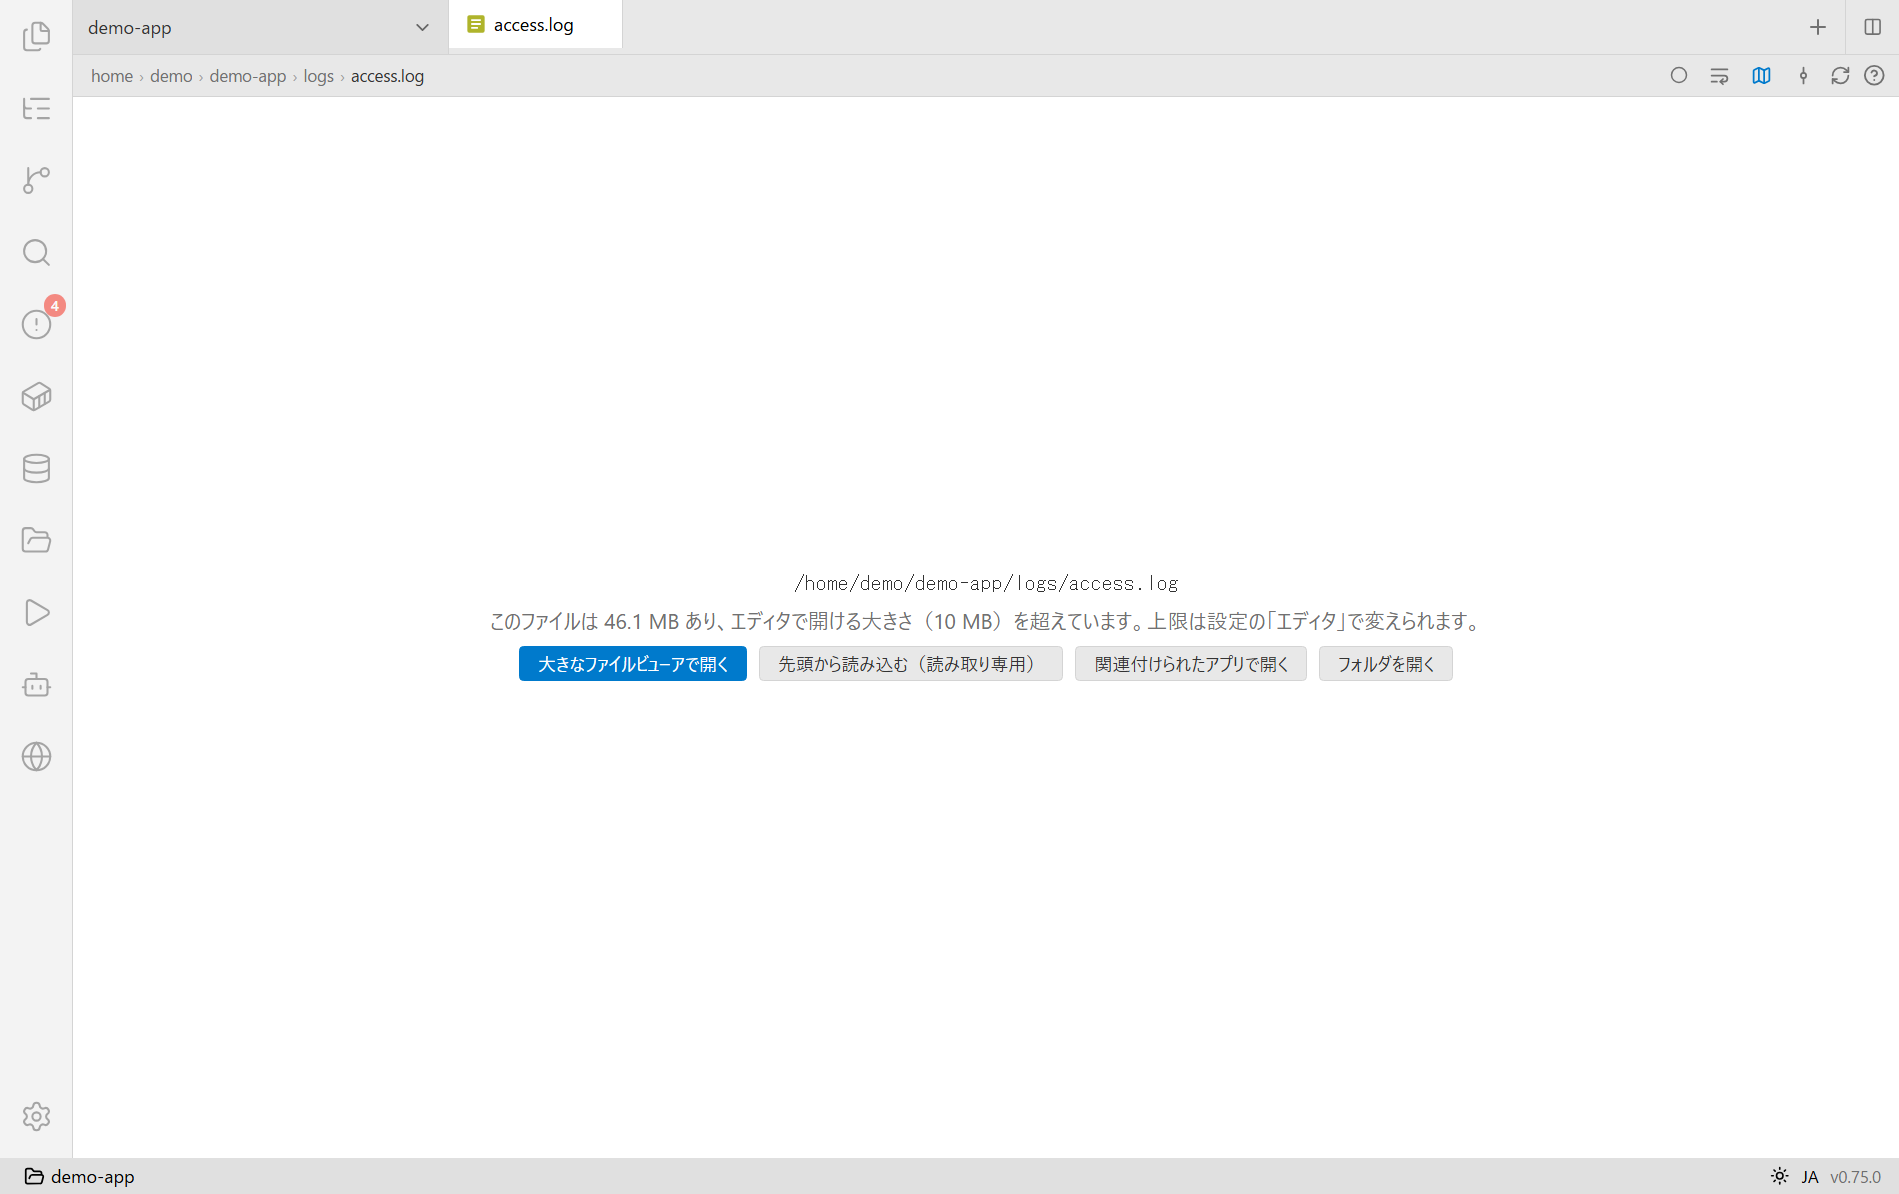 demo-app
access.log
home › demo › demo-app › logs › access.log
4
/home/demo/demo-app/logs/access.log
このファイルは 46.1 MB あり、エディタで開ける大きさ（10 MB）を超えています。上限は設定の「エディタ」で変えられます。
大きなファイルビューアで開く
先頭から読み込む（読み取り専用）
関連付けられたアプリで開く
フォルダを開く
demo-app
JA
v0.75.0